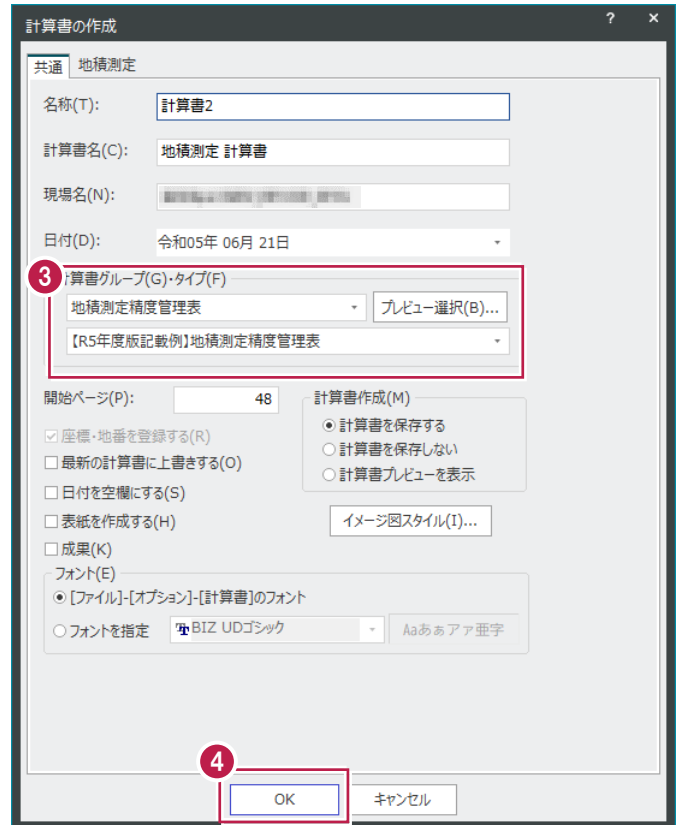 計算書の作成
? ×
共通 地積測定
名称(T): 計算書2
計算書名(C): 地積測定 計算書
現場名(N):
日付(D): 令和05年 06月 21日
3
算書グループ(G)・タイプ(F)
地積測定精度管理表 プレビュー選択(B)...
【R5年度版記載例】地積測定精度管理表
開始ページ(P): 48
計算書作成(M)
計算書を保存する
計算書を保存しない
計算書プレビューを表示
座標・地番を登録する(R)
最新の計算書に上書きする(O)
日付を空欄にする(S)
表紙を作成する(H)
イメージ図スタイル(I)...
成果(K)
フォント(E)
[ファイル]-[オプション]-[計算書]のフォント
フォントを指定 BIZ UDゴシック Aaあぁアァ亜字
4
OK キャンセル